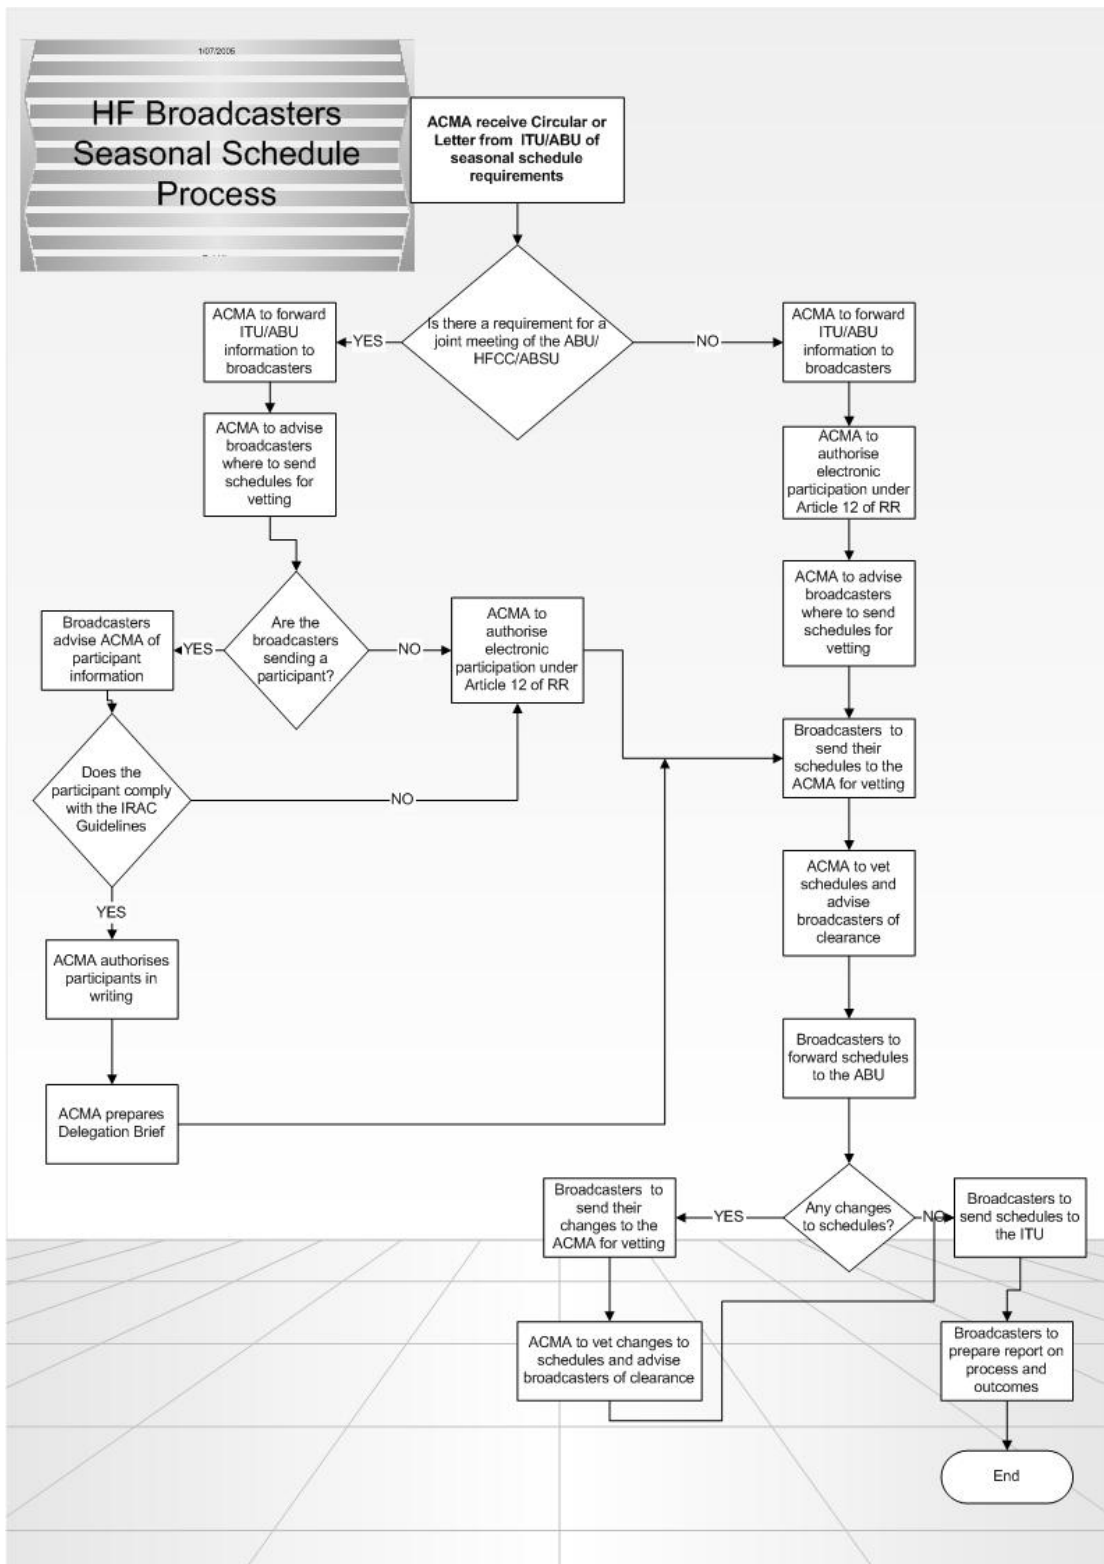 1/07/2005
HF Broadcasters
Seasonal Schedule
Process
ACMA receive Circular or
Letter from ITU/ABU of
seasonal schedule
requirements
Is there a requirement for a
joint meeting of the ABU/
HFCC/ABSU
YES
NO
ACMA to forward
ITU/ABU
information to
broadcasters
ACMA to advise
broadcasters
where to send
schedules for
vetting
Are the
broadcasters
sending a
participant?
YES
NO
Broadcasters
advise ACMA of
participant
information
Does the
participant comply
with the IRAC
Guidelines
NO
YES
ACMA authorises
participants in
writing
ACMA prepares
Delegation Brief
ACMA to
authorise
electronic
participation under
Article 12 of RR
ACMA to forward
ITU/ABU
information to
broadcasters
ACMA to
authorise
electronic
participation under
Article 12 of RR
ACMA to advise
broadcasters
where to send
schedules for
vetting
Broadcasters to
send their
schedules to the
ACMA for vetting
ACMA to vet
schedules and
advise
broadcasters of
clearance
Broadcasters to
forward schedules
to the ABU
Any changes
to schedules?
YES
NO
Broadcasters to
send their
changes to the
ACMA for vetting
ACMA to vet changes to
schedules and advise
broadcasters of clearance
Broadcasters to
send schedules to
the ITU
Broadcasters to
prepare report on
process and
outcomes
End